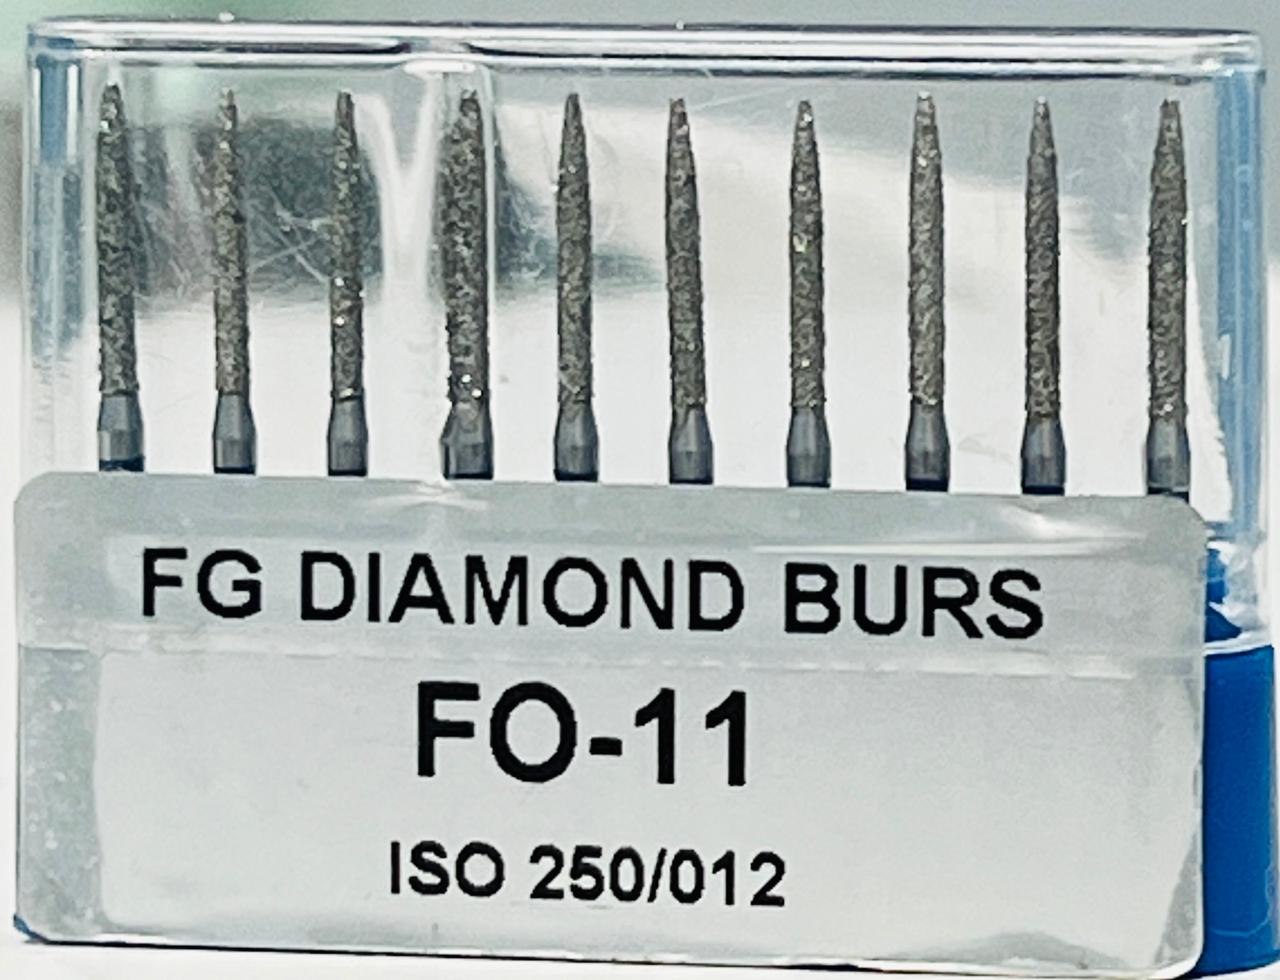 FG DIAMOND BURS
FO-11
ISO 250/012